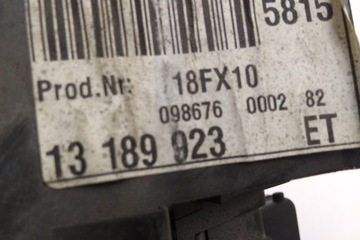 5815
Prod.Nr: 18FX10
098676 0002 82
13 189 923 ET